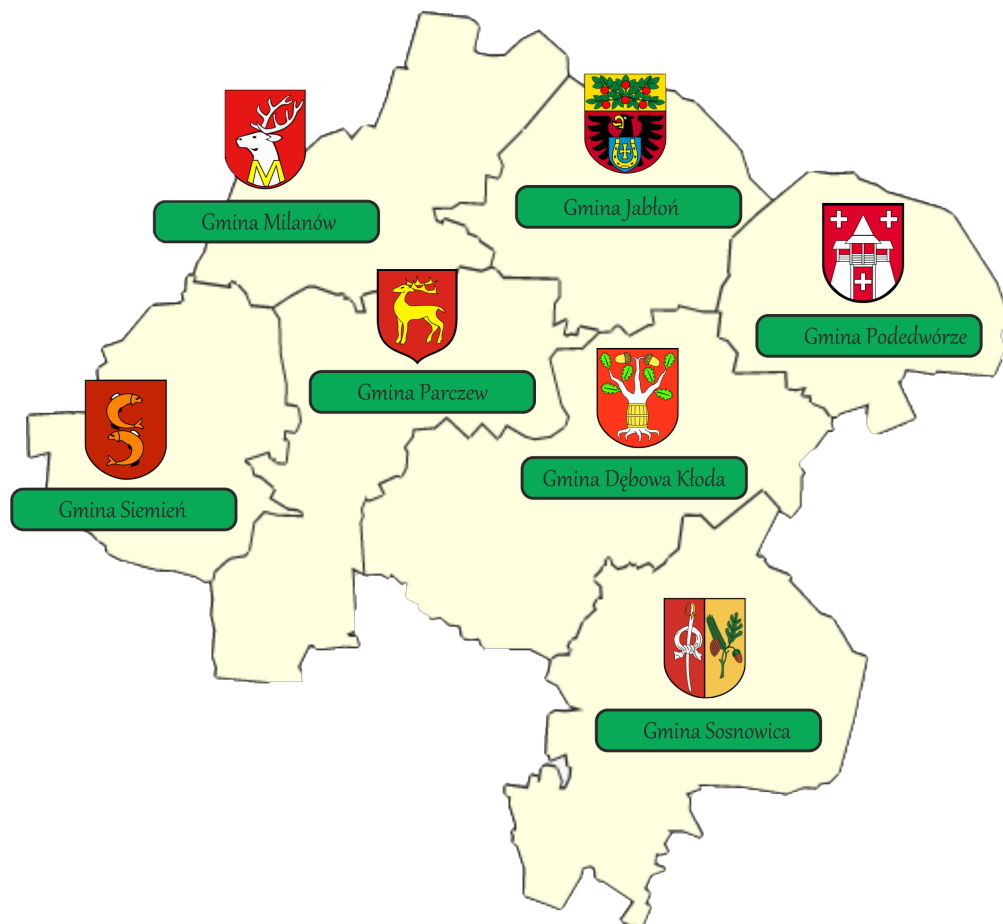 Gmina Milanów
Gmina Jabłoń
Gmina Podedwórze
Gmina Parczew
Gmina Dębowa Kłoda
Gmina Siemień
Gmina Sosnowica